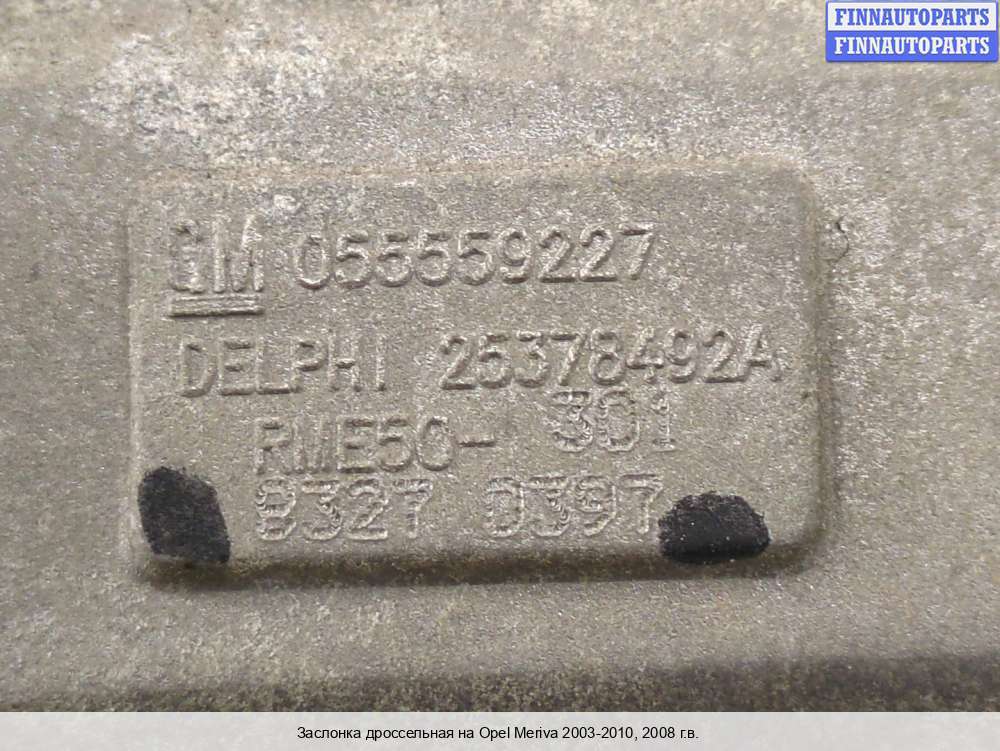 FINNAUTOPARTS
FINNAUTOPARTS
GM 055559227
DELPHI 25378492A
RME50- 301
8327 0397
Заслонка дроссельная на Opel Meriva 2003-2010, 2008 г.в.